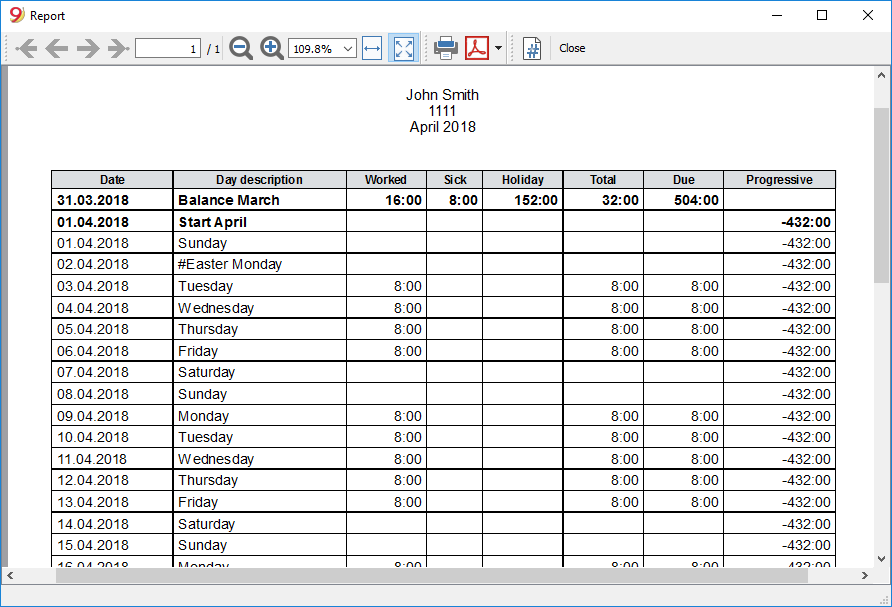 Report
1 / 1 109.8% Close
John Smith
1111
April 2018
Date Day description Worked Sick Holiday Total Due Progressive
31.03.2018 Balance March 16:00 8:00 152:00 32:00 504:00
01.04.2018 Start April -432:00
01.04.2018 Sunday -432:00
02.04.2018 #Easter Monday -432:00
03.04.2018 Tuesday 8:00 8:00 8:00 -432:00
04.04.2018 Wednesday 8:00 8:00 8:00 -432:00
05.04.2018 Thursday 8:00 8:00 8:00 -432:00
06.04.2018 Friday 8:00 8:00 8:00 -432:00
07.04.2018 Saturday -432:00
08.04.2018 Sunday -432:00
09.04.2018 Monday 8:00 8:00 8:00 -432:00
10.04.2018 Tuesday 8:00 8:00 8:00 -432:00
11.04.2018 Wednesday 8:00 8:00 8:00 -432:00
12.04.2018 Thursday 8:00 8:00 8:00 -432:00
13.04.2018 Friday 8:00 8:00 8:00 -432:00
14.04.2018 Saturday -432:00
15.04.2018 Sunday -432:00
16.04.2018 Monday 8:00 8:00 8:00 -432:00